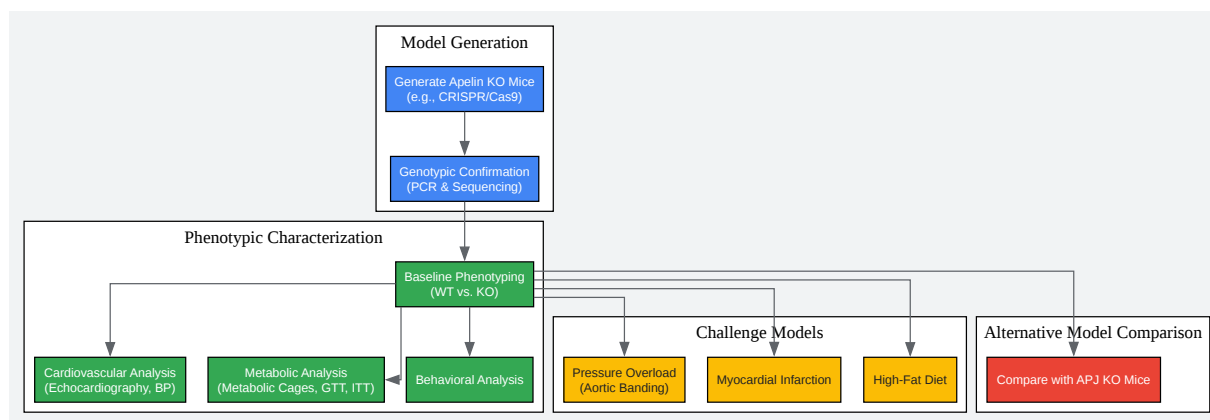 Model Generation
Generate Apelin KO Mice
(e.g., CRISPR/Cas9)
Genotypic Confirmation
(PCR & Sequencing)
Phenotypic Characterization
Baseline Phenotyping
(WT vs. KO)
Cardiovascular Analysis
(Echocardiography, BP)
Metabolic Analysis
(Metabolic Cages, GTT, ITT)
Behavioral Analysis
Challenge Models
Pressure Overload
(Aortic Banding)
Myocardial Infarction
High-Fat Diet
Alternative Model Comparison
Compare with APJ KO Mice